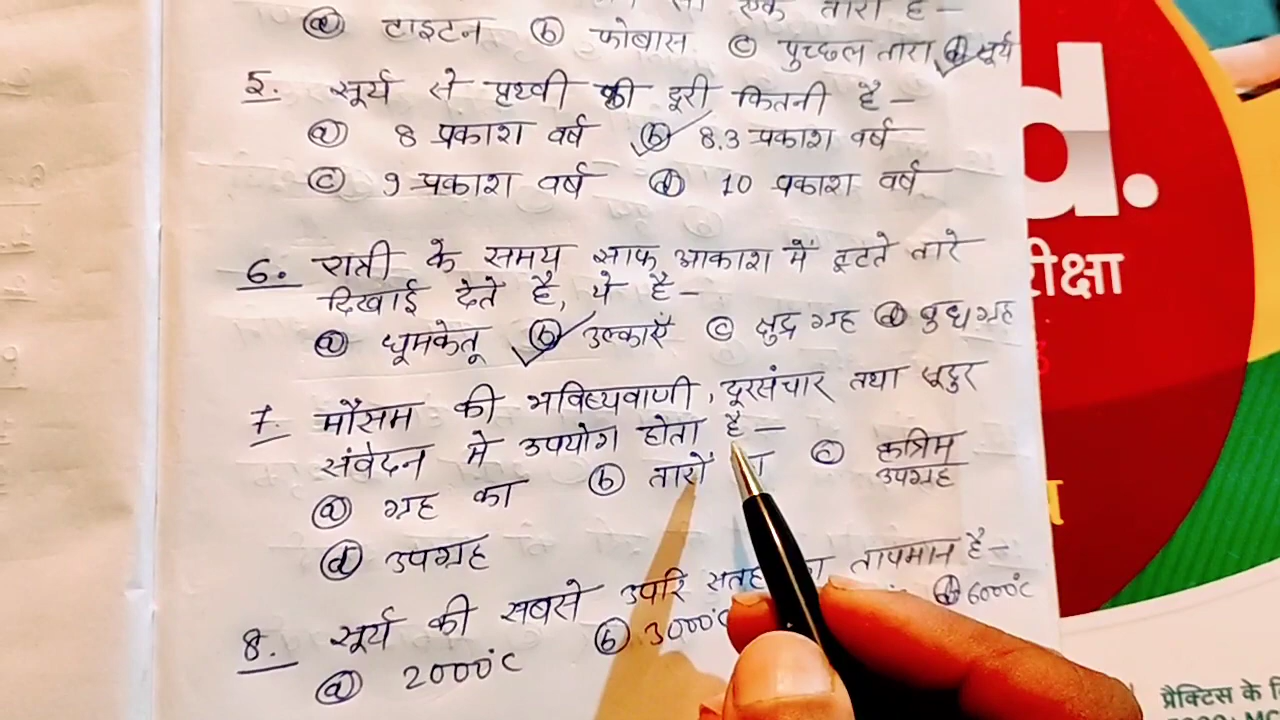 एक तारा है -
ⓐ टाइटन ⓑ फोबास ⓒ पुच्छल तारा ⓓ सूर्य
5. सूर्य से पृथ्वी की दूरी कितनी है -
ⓐ 8 प्रकाश वर्ष ⓑ 8.3 प्रकाश वर्ष
ⓒ 9 प्रकाश वर्ष ⓓ 10 प्रकाश वर्ष
6. रात्री के समय साफ आकाश में टूटते तारे
दिखाई देते है, ये है -
ⓐ धूमकेतू ⓑ उल्काएँ ⓒ क्षुद्र ग्रह ⓓ बुध ग्रह
7. मौसम की भविष्यवाणी, दूरसंचार तथा सूदुर
संवेदन मे उपयोग होता है -
ⓐ ग्रह का ⓑ तारों ⓒ कृत्रिम
उपग्रह
ⓓ उपग्रह
8. सूर्य की सबसे उपरि सतह तापमान है -
ⓐ 2000°C ⓑ 3000°C ⓓ 6000°C
d.
रीक्षा
प्रैक्टिस के